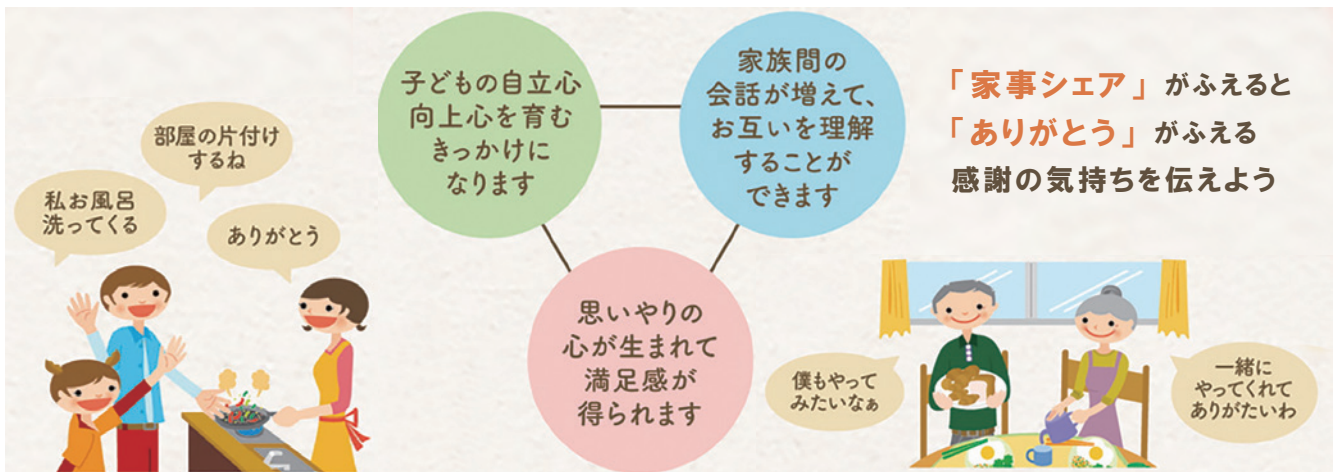 部屋の片付け
するね
私お風呂
洗ってくる
ありがとう
子どもの自立心
向上心を育む
きっかけに
なります
家族間の
会話が増えて、
お互いを理解
することが
できます
思いやりの
心が生まれて
満足感が
得られます
「家事シェア」がふえると
「ありがとう」がふえる
感謝の気持ちを伝えよう
僕もやって
みたいなぁ
一緒に
やってくれて
ありがたいわ